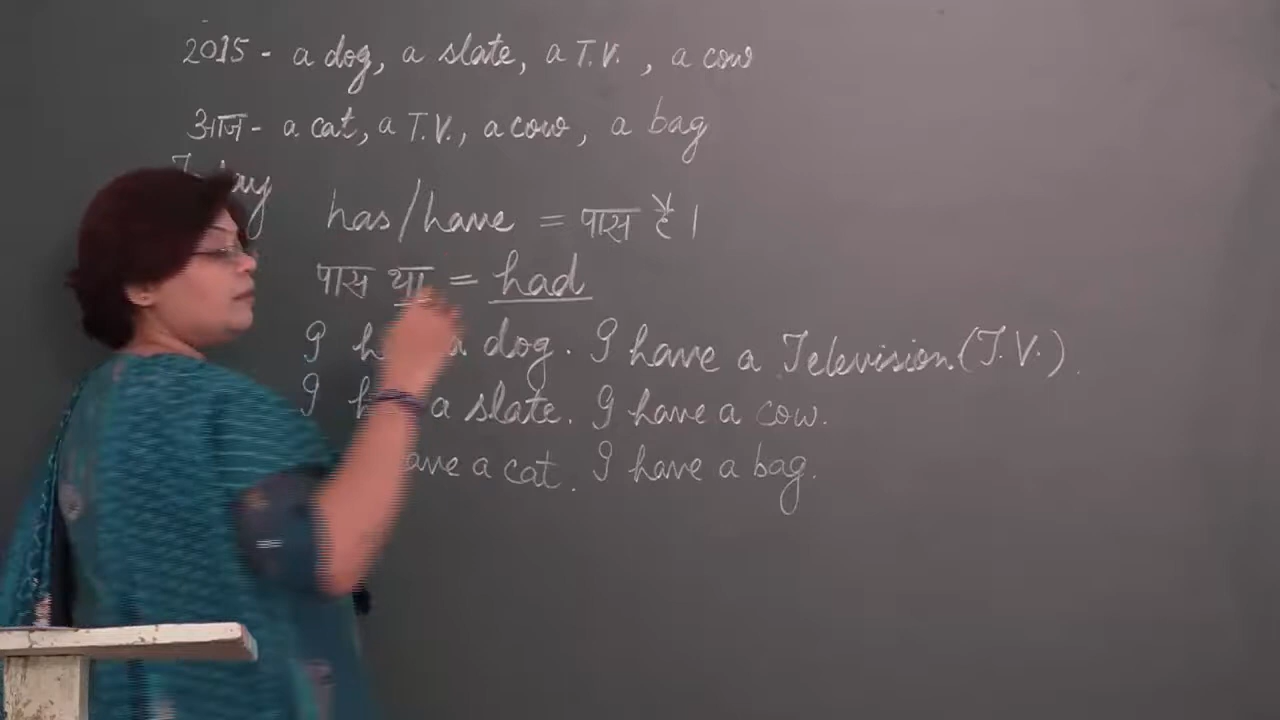 2015 - a dog, a slate, a T.V., a cow
आज - a cat, a T.V., a cow, a bag
has/have = पास है।
पास था = had
I a dog. I have a Television (T.V.).
I a slate. I have a cow.
a cat. I have a bag.